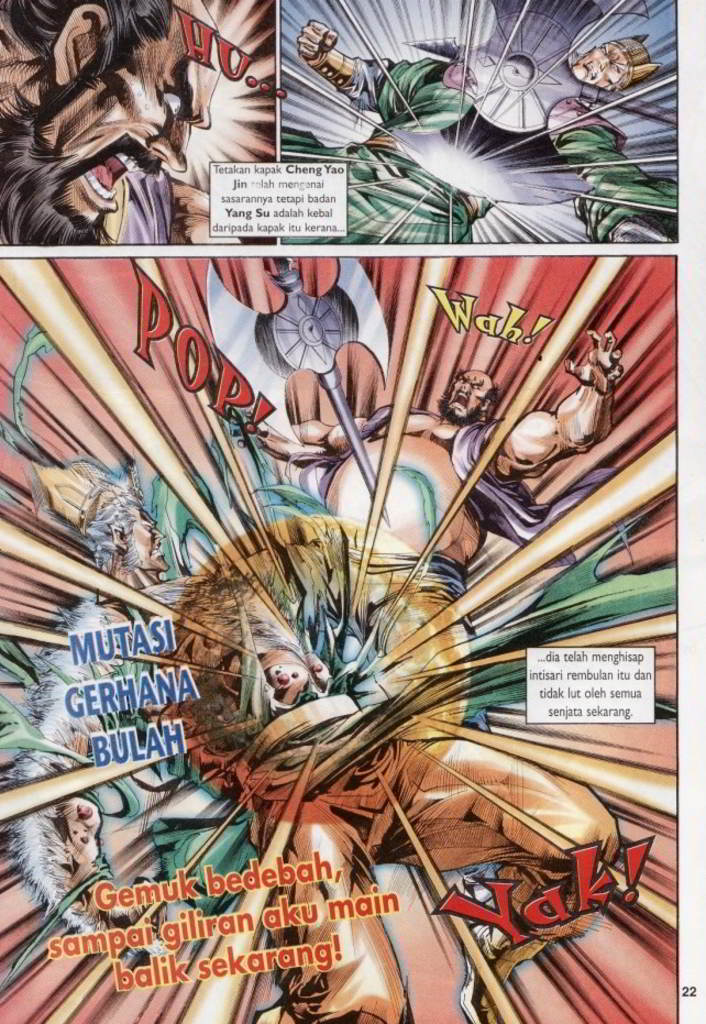 HU...
Tetakan kapak Cheng Yao
Jin telah mengenai
sasarannya tetapi badan
Yang Su adalah kebal
daripada kapak itu kerana...
POP!
Wah!
MUTASI
GERHANA
BULAH
...dia telah menghisap
intisari rembulan itu dan
tidak lut oleh semua
senjata sekarang.
Gemuk bedebah,
sampai giliran aku main
balik sekarang!
Yak!
22